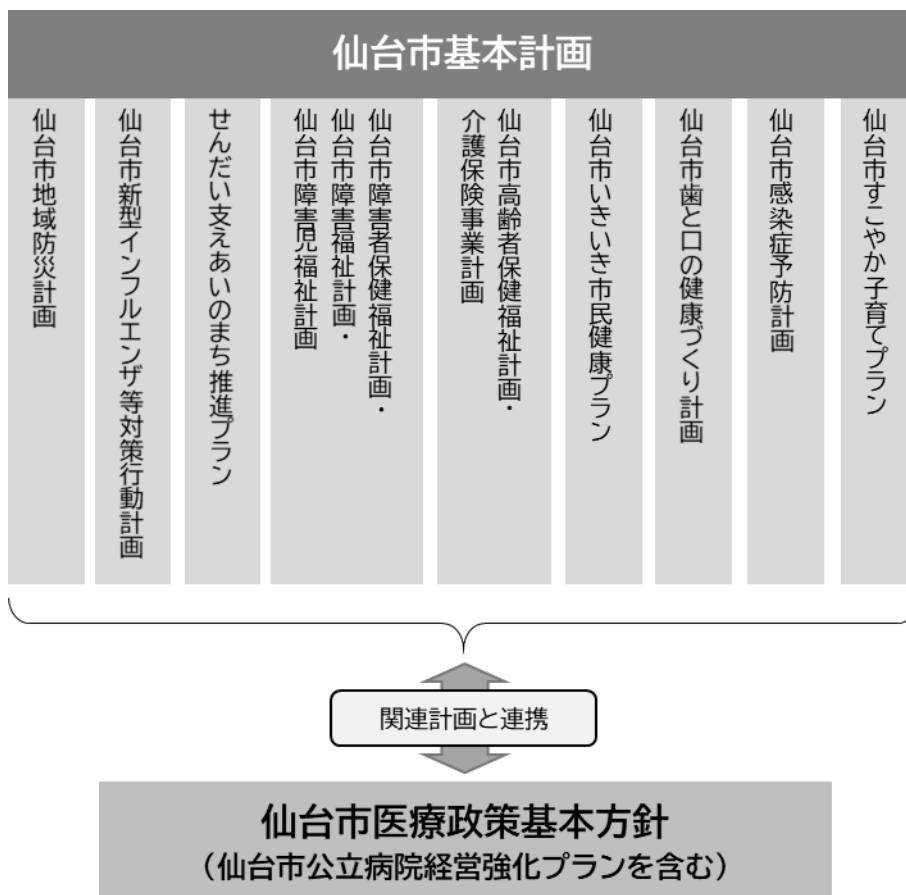 仙台市基本計画
仙台市地域防災計画
仙台市新型インフルエンザ等対策行動計画
せんだい支えあいのまち推進プラン
仙台市障害者保健福祉計画・
仙台市障害福祉計画・
仙台市障害児福祉計画
仙台市高齢者保健福祉計画・
介護保険事業計画
仙台市いきいき市民健康プラン
仙台市歯と口の健康づくり計画
仙台市感染症予防計画
仙台市すこやか子育てプラン
関連計画と連携
仙台市医療政策基本方針
（仙台市公立病院経営強化プランを含む）